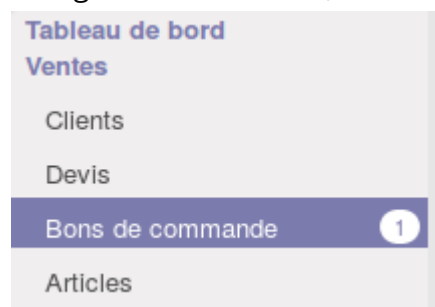 Tableau de bord
Ventes
Clients
Devis
Bons de commande 1
Articles